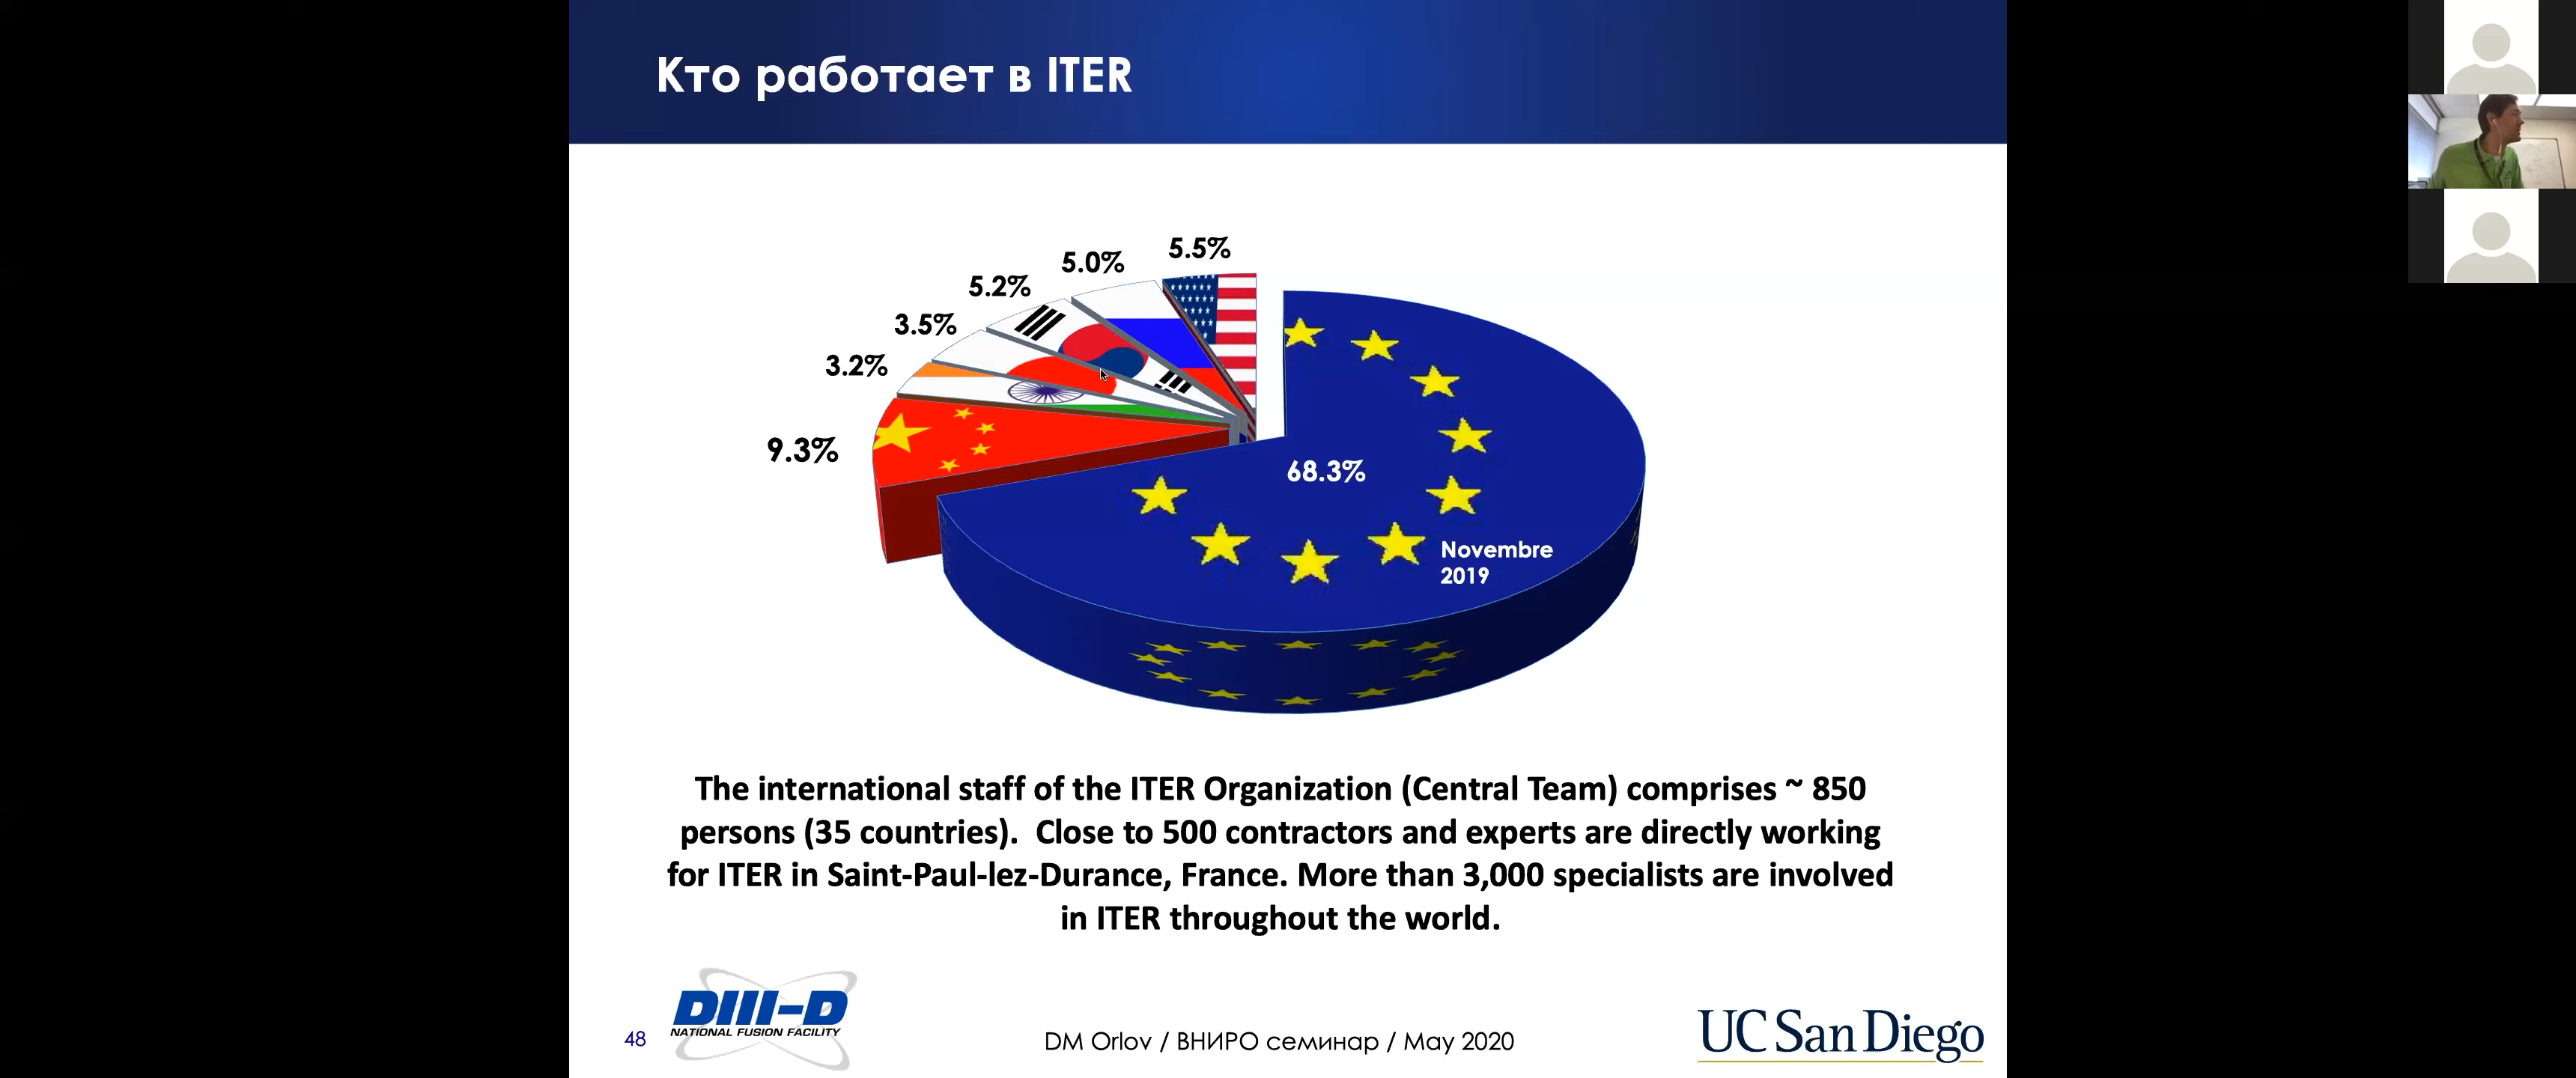 Кто работает в ITER
5.5%
5.0%
5.2%
3.5%
3.2%
9.3%
68.3%
Novembre
2019
The international staff of the ITER Organization (Central Team) comprises ~ 850
persons (35 countries). Close to 500 contractors and experts are directly working
for ITER in Saint-Paul-lez-Durance, France. More than 3,000 specialists are involved
in ITER throughout the world.
48
DIII-D
NATIONAL FUSION FACILITY
DM Orlov / ВНИРО семинар / May 2020
UC San Diego